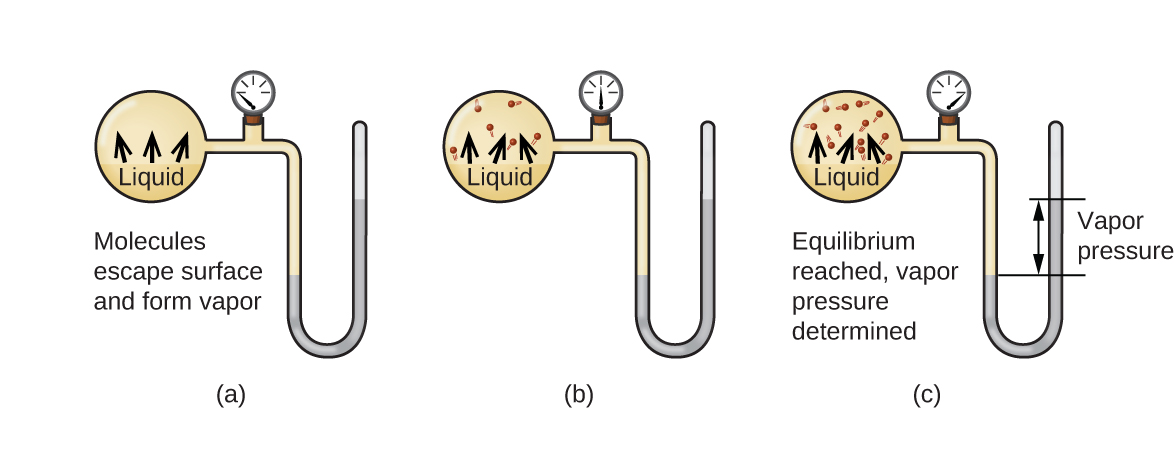 Liquid
Molecules
escape surface
and form vapor
(a)
Liquid
(b)
Liquid
Equilibrium
reached, vapor
pressure
determined
Vapor
pressure
(c)